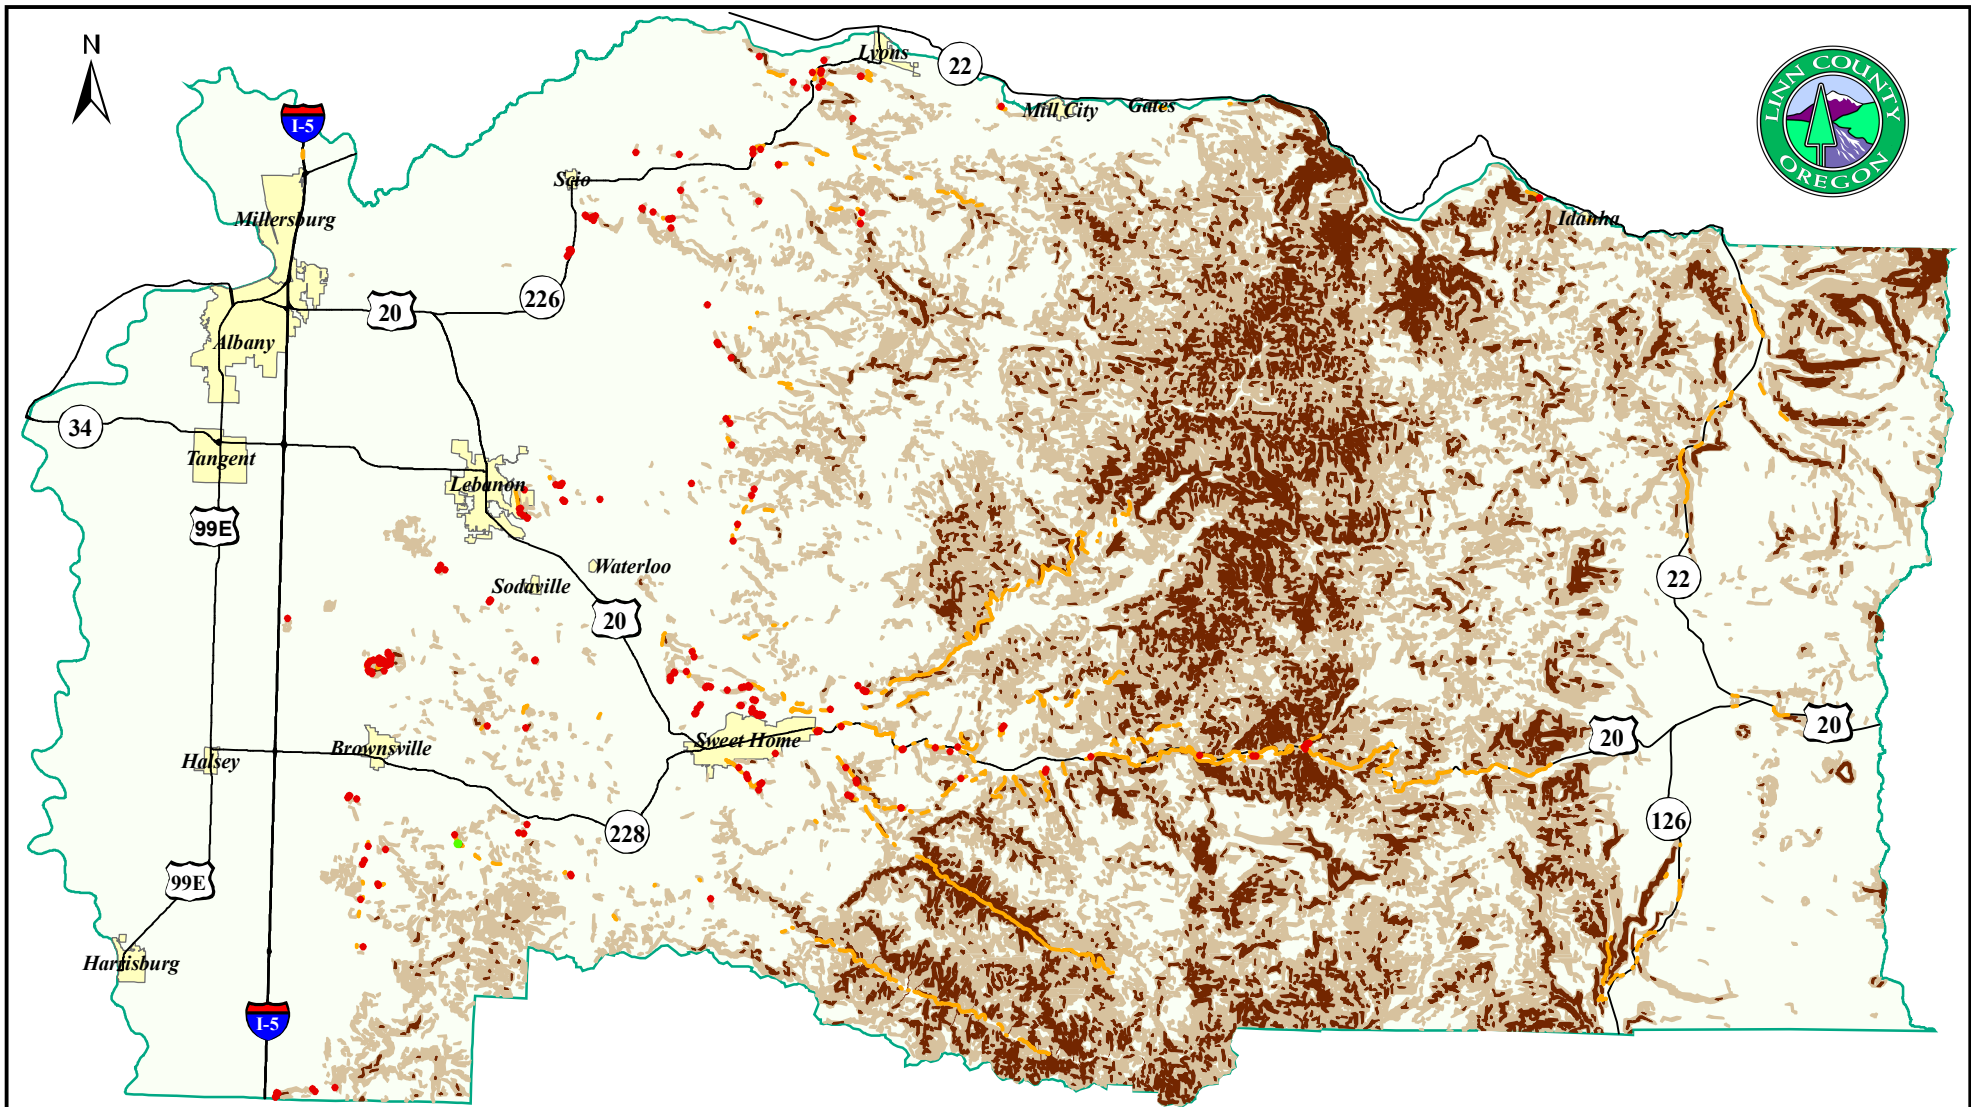 N
Lyons
22
Mill City
Gates
LINN COUNTY
OREGON
I-5
Scio
Idanha
Millersburg
226
20
Albany
34
Tangent
Lebanon
99E
Waterloo
Sodaville
22
20
Sweet Home
20
20
Brownsville
Halsey
228
126
99E
Harrisburg
I-5